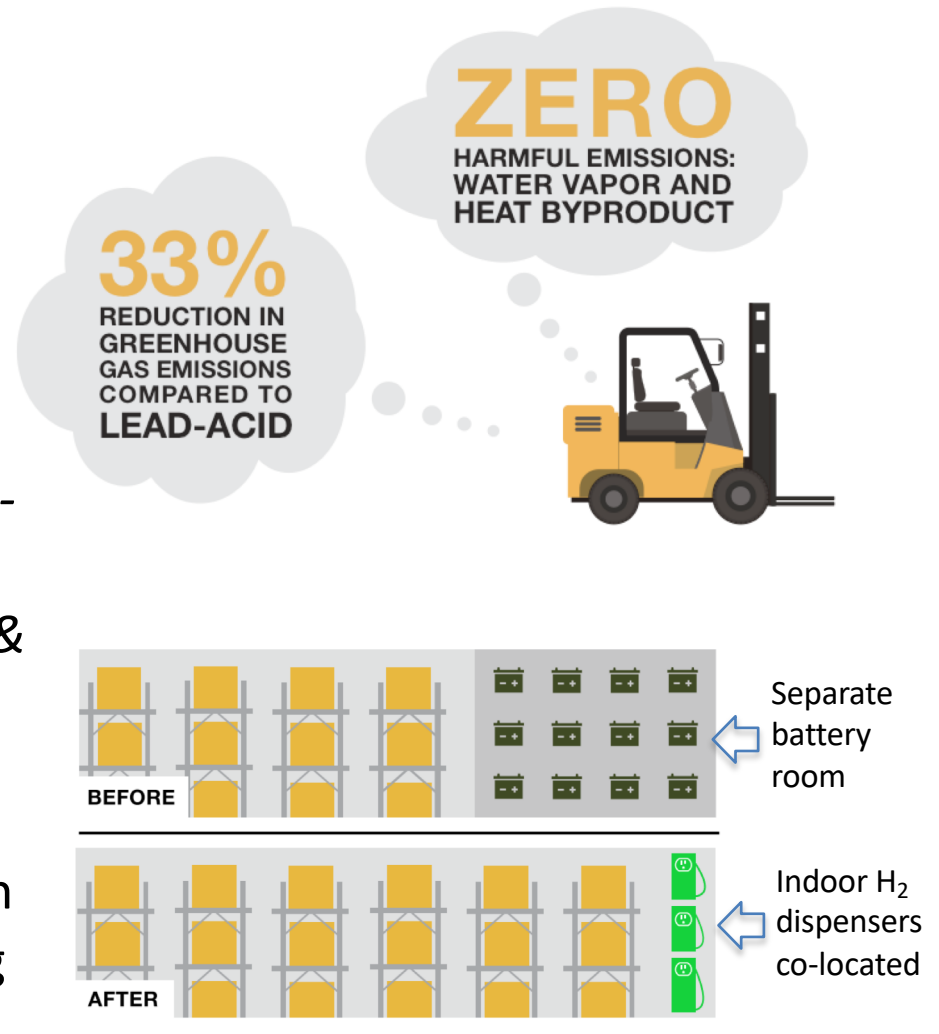 ZERO
HARMFUL EMISSIONS:
WATER VAPOR AND
HEAT BYPRODUCT
33%
REDUCTION IN
GREENHOUSE
GAS EMISSIONS
COMPARED TO
LEAD-ACID
-
&
Separate
battery
room
BEFORE
Indoor H₂
dispensers
co-located
g
AFTER